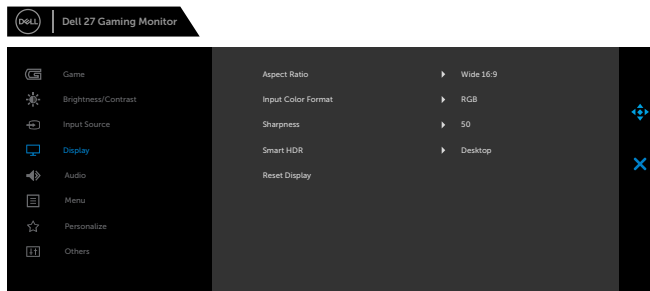 DELL
Dell 27 Gaming Monitor
Game
Aspect Ratio Wide 16:9
Brightness/Contrast
Input Color Format RGB
Input Source
Sharpness 50
Display
Smart HDR Desktop
Audio
Reset Display
Menu
Personalize
Others